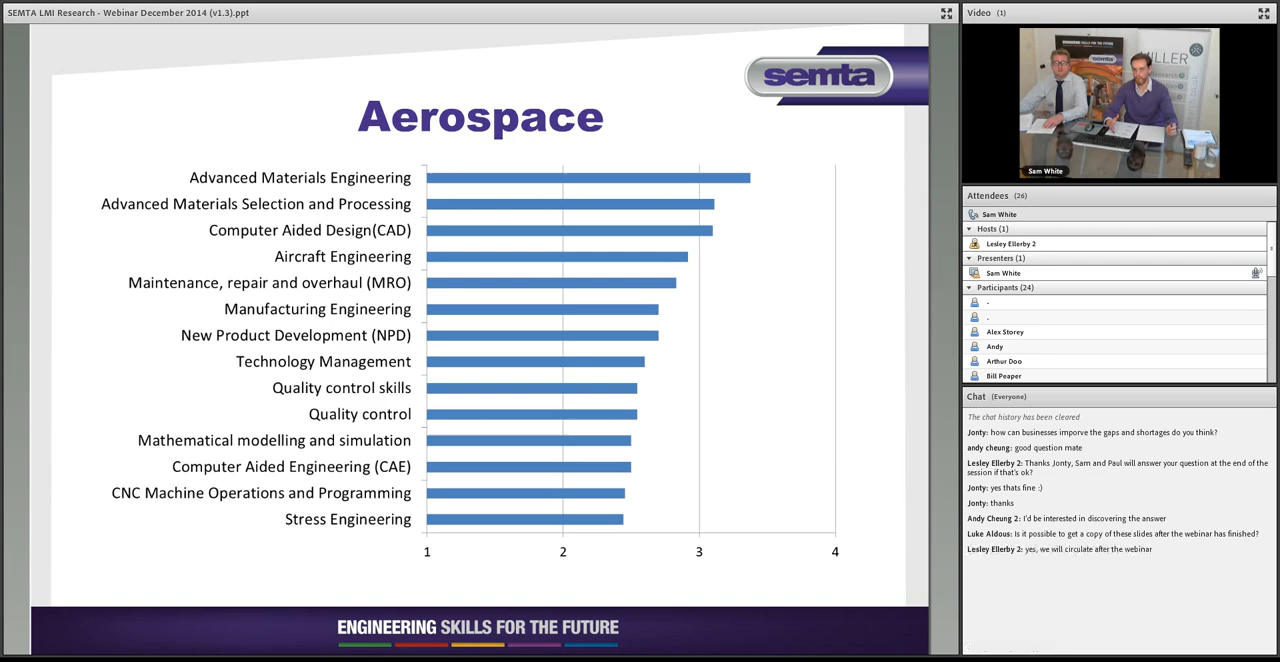 SEMTA LMI Research - Webinar December 2014 (v1.3).ppt
semta
Aerospace
Advanced Materials Engineering
Advanced Materials Selection and Processing
Computer Aided Design(CAD)
Aircraft Engineering
Maintenance, repair and overhaul (MRO)
Manufacturing Engineering
New Product Development (NPD)
Technology Management
Quality control skills
Quality control
Mathematical modelling and simulation
Computer Aided Engineering (CAE)
CNC Machine Operations and Programming
Stress Engineering
1 2 3 4
ENGINEERING SKILLS FOR THE FUTURE
Video (1)
ENGINEERING SKILLS FOR THE FUTURE
semta
Sam White
Attendees (26)
Sam White
Hosts (1)
Lesley Ellerby 2
Presenters (1)
Sam White
Participants (24)
-
.
Alex Storey
Andy
Arthur Doo
Bill Peaper
Chat (Everyone)
The chat history has been cleared
Jonty: how can businesses imporve the gaps and shortages do you think?
andy cheung: good question mate
Lesley Ellerby 2: Thanks Jonty, Sam and Paul will answer your question at the end of the
session if that's ok?
Jonty: yes thats fine :)
Jonty: thanks
Andy Cheung 2: I'd be interested in discovering the answer
Luke Aldous: Is it possible to get a copy of these slides after the webinar has finished?
Lesley Ellerby 2: yes, we will circulate after the webinar